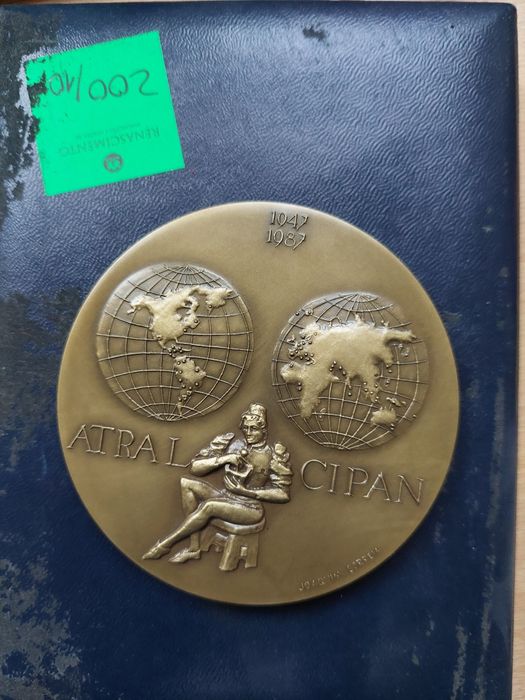 200/10
RENASCIMENTO
1947
1987
ATRAL
CIPAN
JOAQUIM CORREIA